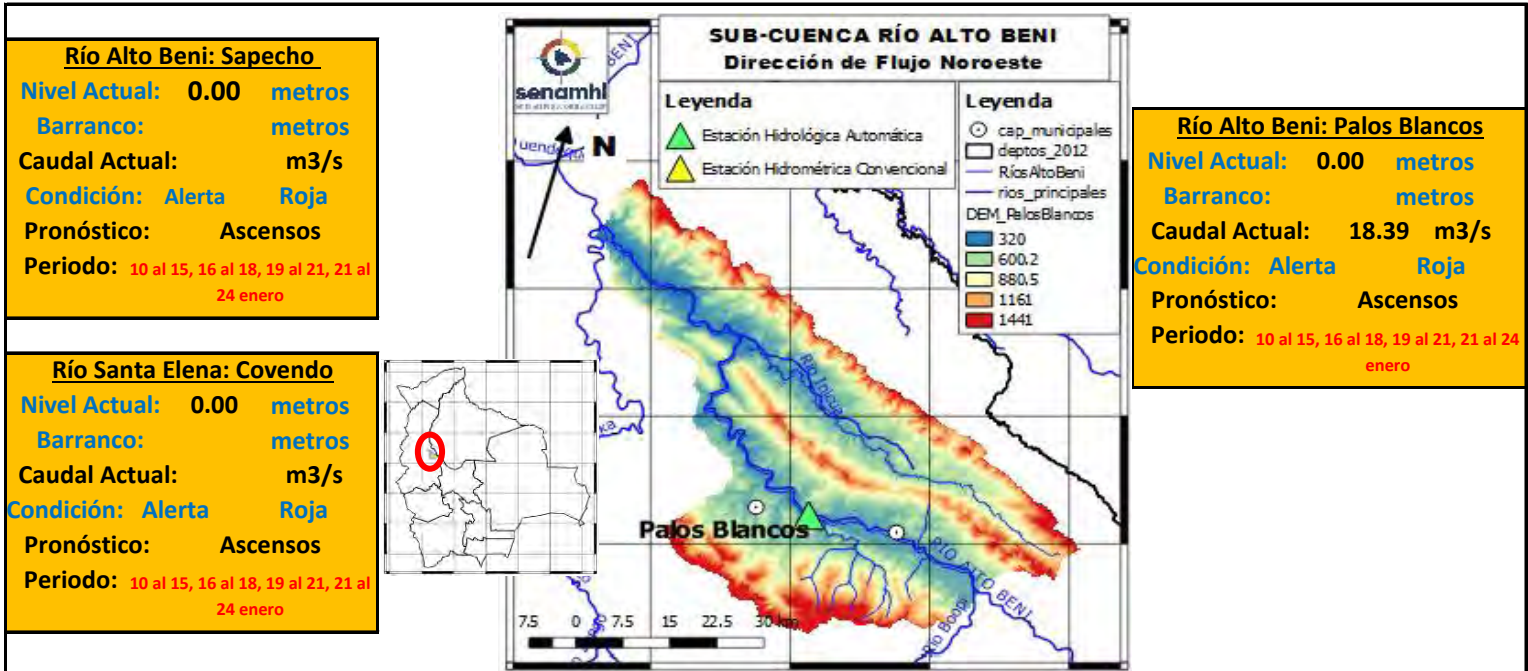 Río Alto Beni: Sapecho
Nivel Actual: 0.00 metros
Barranco: metros
Caudal Actual: m3/s
Condición: Alerta Roja
Pronóstico: Ascensos
Periodo: 10 al 15, 16 al 18, 19 al 21, 21 al
24 enero
Río Santa Elena: Covendo
Nivel Actual: 0.00 metros
Barranco: metros
Caudal Actual: m3/s
Condición: Alerta Roja
Pronóstico: Ascensos
Periodo: 10 al 15, 16 al 18, 19 al 21, 21 al
24 enero
senamhi
SUB-CUENCA RÍO ALTO BENI
Dirección de Flujo Noroeste
Leyenda
Estación Hidrológica Automática
Estación Hidrométrica Convencional
Leyenda
cap_municipales
deptos_2012
RíosAltoBeni
rios_principales
DEM_PalosBlancos
320
600.2
880.5
1161
1441
BENI
N
Río Inicua
Palos Blancos
RÍO ALTO BENI
Río Boopi
7.5 0 7.5 15 22.5 30 km
Río Alto Beni: Palos Blancos
Nivel Actual: 0.00 metros
Barranco: metros
Caudal Actual: 18.39 m3/s
Condición: Alerta Roja
Pronóstico: Ascensos
Periodo: 10 al 15, 16 al 18, 19 al 21, 21 al 24
enero